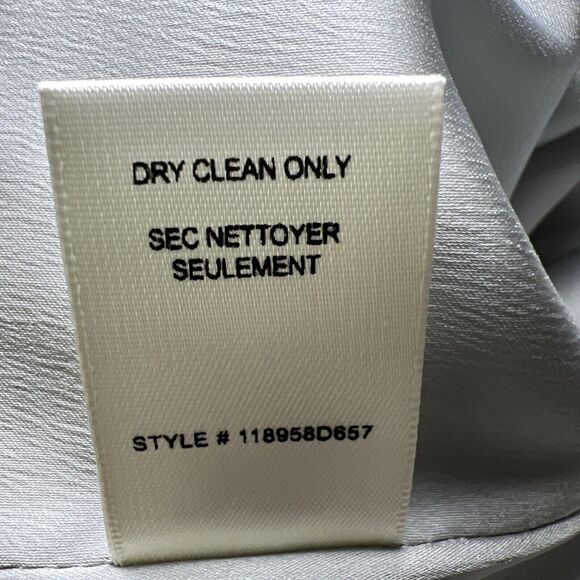 DRY CLEAN ONLY
SEC NETTOYER
SEULEMENT
STYLE # 118958D657